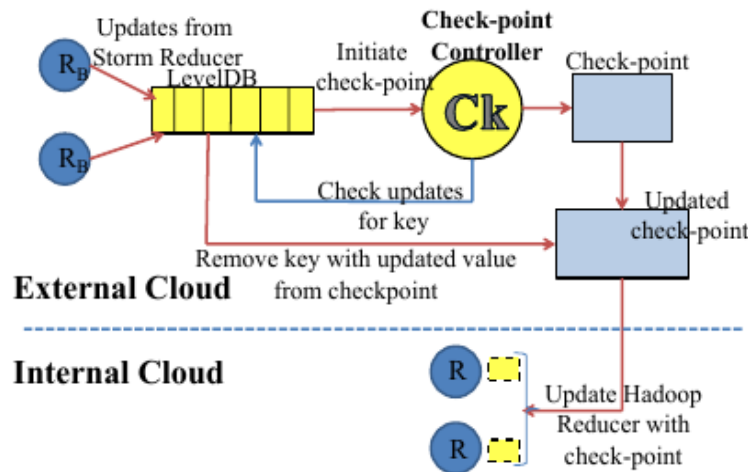 Updates from
Storm Reducer
LevelDB
R_B
R_B
Initiate
check-point
Check-point
Controller
Ck
Check-point
Check updates
for key
Updated
check-point
Remove key with updated value
from checkpoint
External Cloud
Internal Cloud
R
R
Update Hadoop
Reducer with
check-point